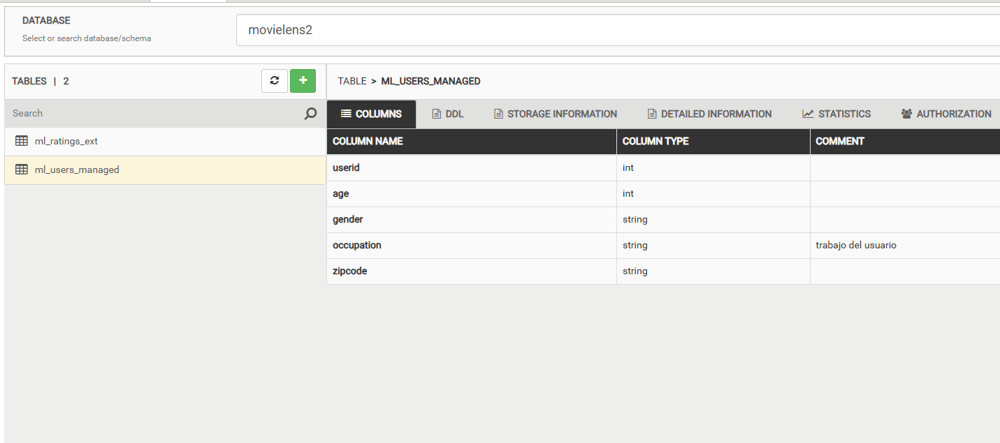 DATABASE
Select or search database/schema
movielens2
TABLES | 2
Search
ml_ratings_ext
ml_users_managed
TABLE > ML_USERS_MANAGED
COLUMNS DDL STORAGE INFORMATION DETAILED INFORMATION STATISTICS AUTHORIZATION
COLUMN NAME COLUMN TYPE COMMENT
userid int
age int
gender string
occupation string trabajo del usuario
zipcode string